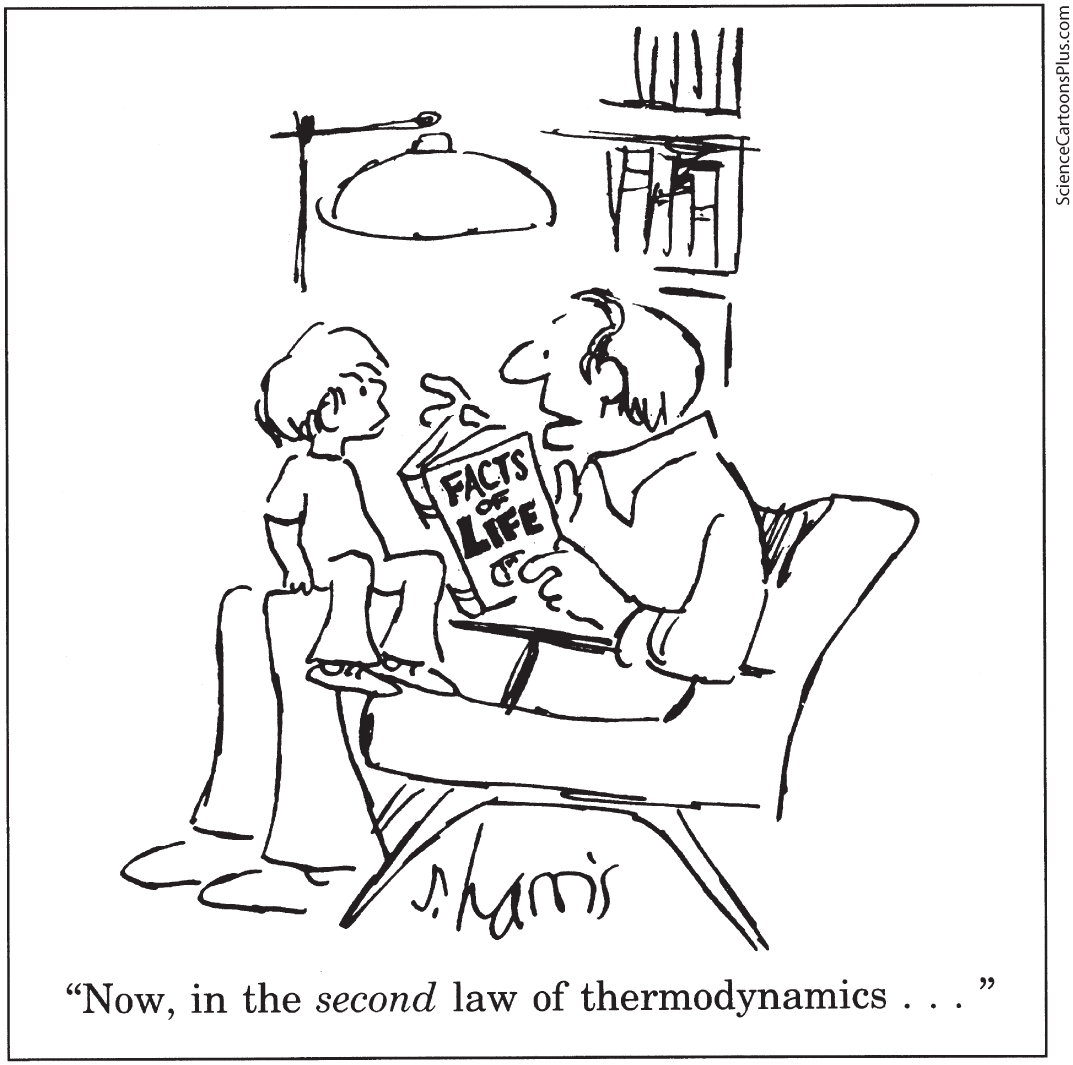 ScienceCartoonsPlus.com
FACTS
OF
LIFE
s. harris
“Now, in the second law of thermodynamics . . . ”